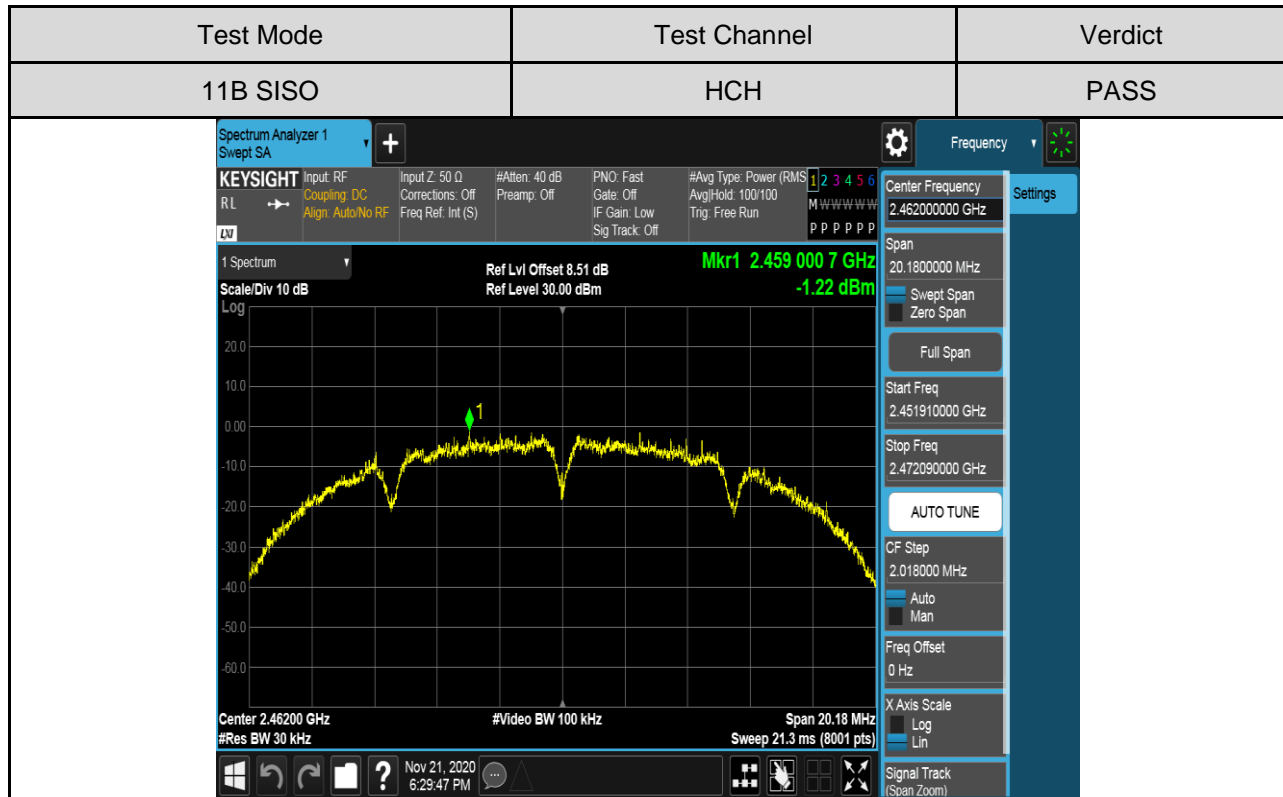 Test Mode Test Channel Verdict
11B SISO HCH PASS
Spectrum Analyzer 1
Swept SA
+
Frequency
KEYSIGHT Input: RF Input Z: 50 Ω #Atten: 40 dB PNO: Fast #Avg Type: Power (RMS 1 2 3 4 5 6
RL Coupling: DC Corrections: Off Preamp: Off Gate: Off Avg|Hold: 100/100 M W W W W W
Align: Auto/No RF Freq Ref: Int (S) IF Gain: Low Trig: Free Run
LXI Sig Track: Off P P P P P P
1 Spectrum Ref Lvl Offset 8.51 dB Mkr1 2.459 000 7 GHz
Scale/Div 10 dB Ref Level 30.00 dBm -1.22 dBm
Log
20.0
10.0
0.00
-10.0
-20.0
-30.0
-40.0
-50.0
-60.0
1
Center 2.46200 GHz #Video BW 100 kHz Span 20.18 MHz
#Res BW 30 kHz Sweep 21.3 ms (8001 pts)
Center Frequency
2.462000000 GHz
Settings
Span
20.1800000 MHz
Swept Span
Zero Span
Full Span
Start Freq
2.451910000 GHz
Stop Freq
2.472090000 GHz
AUTO TUNE
CF Step
2.018000 MHz
Auto
Man
Freq Offset
0 Hz
X Axis Scale
Log
Lin
Signal Track
(Span Zoom)
? Nov 21, 2020
6:29:47 PM